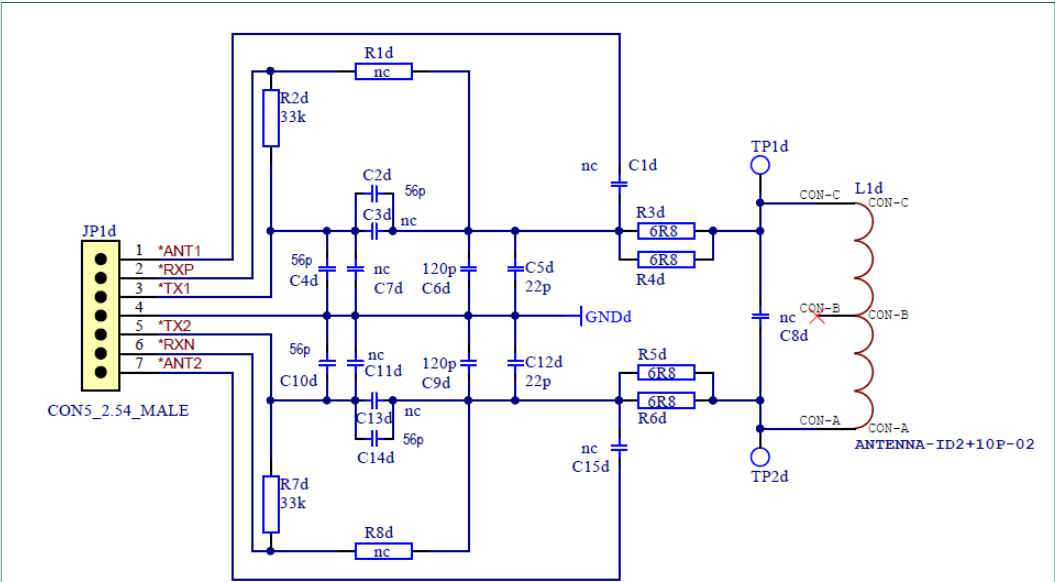 R1d
nc
R2d
33k
TP1d
nc C1d
C2d
56p
CON-C L1d CON-C
C3d nc
R3d
6R8
JP1d
1 *ANT1
6R8
2 *RXP
56p nc 120p C5d
R4d
3 *TX1
C4d C7d C6d 22p
4
GNDd
CON-B CON-B
nc
5 *TX2
C8d
6 *RXN
56p nc 120p C12d
R5d
7 *ANT2
C10d C11d C9d 22p
6R8
6R8
CON5_2.54_MALE
C13d nc
R6d
CON-A CON-A
56p
C14d
nc
C15d
ANTENNA-ID2+10P-02
TP2d
R7d
33k
R8d
nc